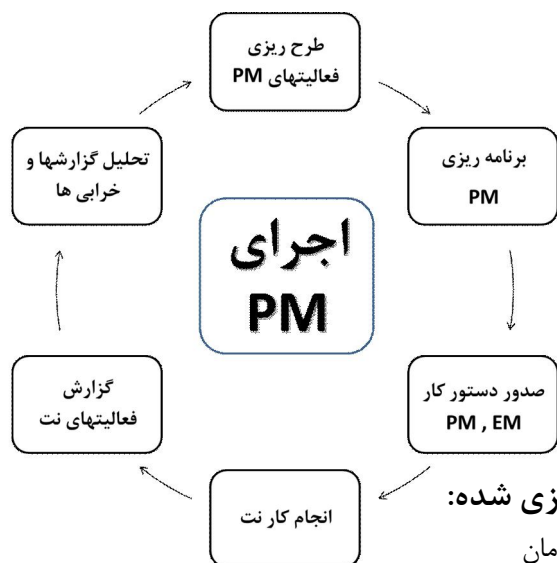 طرح ریزی
فعالیتهای PM
برنامه ریزی
PM
صدور دستور کار
PM , EM
انجام کار نت
گزارش
فعالیتهای نت
تحلیل گزارشها و
خرابی ها
اجرای
PM
زی شده:
مان